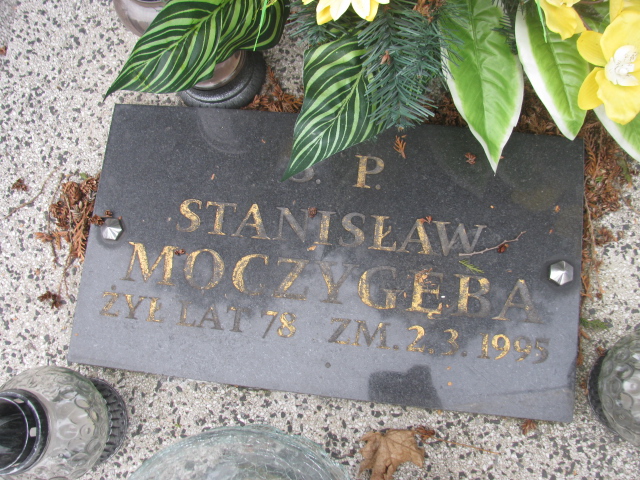 Ś. P.
STANISŁAW
MOCZYGĘBA
ŻYŁ LAT 78 ZM. 2.3.1995